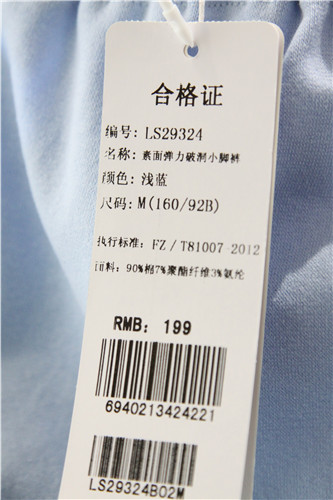 合格证
编号: LS29324
名称: 素面弹力破洞小脚裤
颜色: 浅蓝
尺码: M(160/92B)
执行标准: FZ/T81007-2012
面料: 90%棉7%聚酯纤维3%氨纶
RMB: 199
6940213424221
LS29324B02M